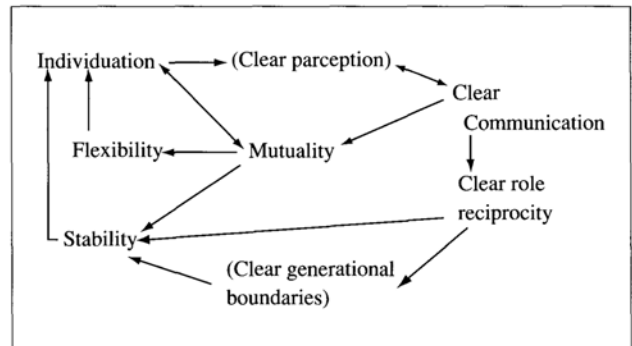 Individuation
(Clear parception)
Clear
Communication
Flexibility
Mutuality
Clear role
reciprocity
Stability
(Clear generational
boundaries)